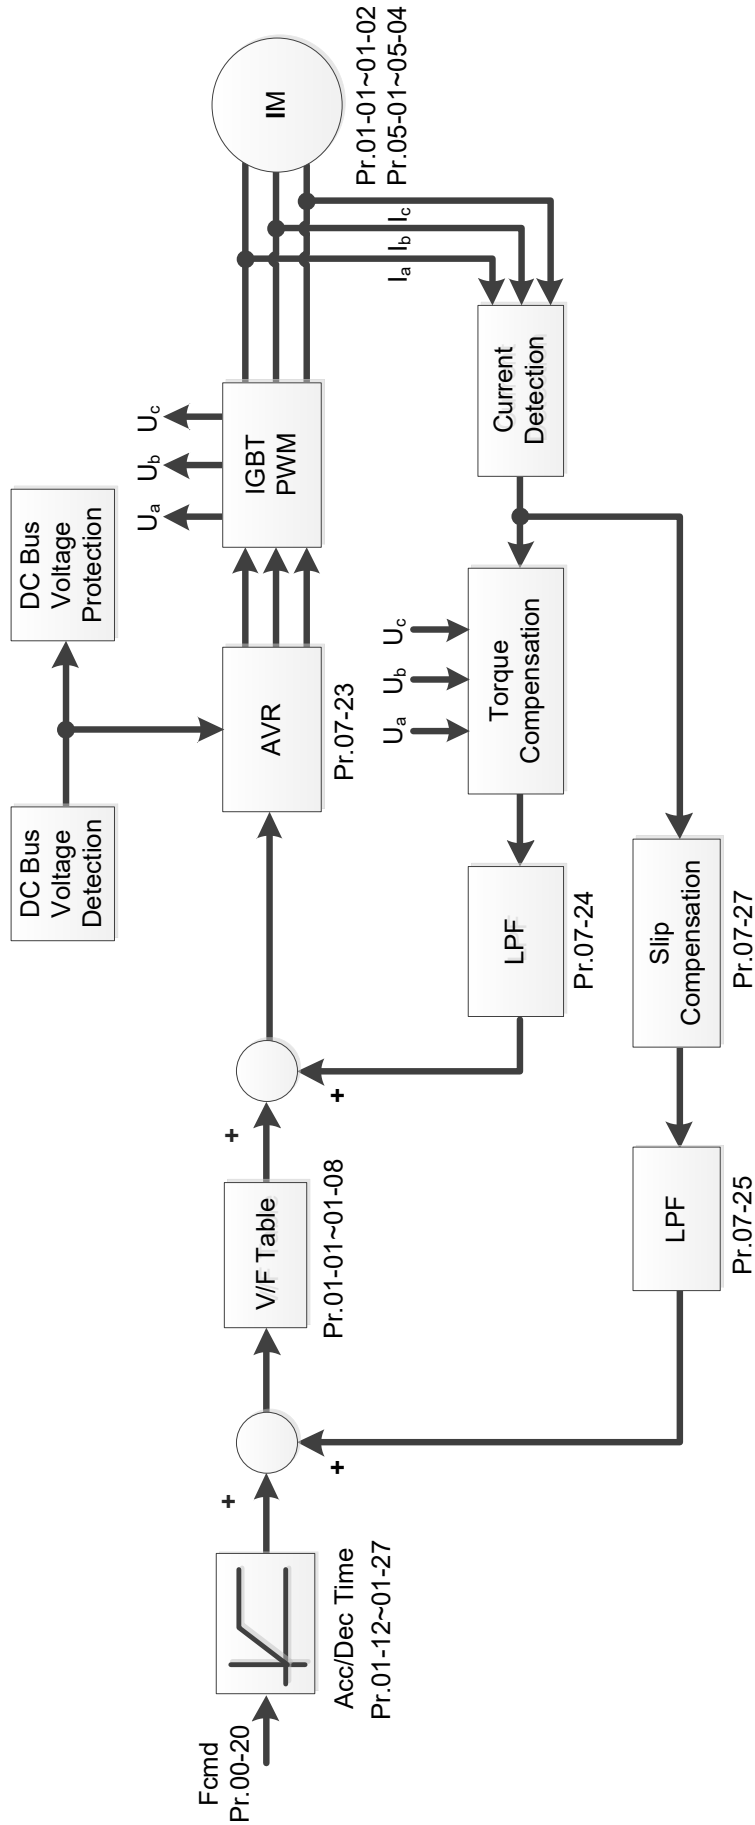 Fcmd
Pr.00-20
Acc/Dec Time
Pr.01-12~01-27
+
+
V/F Table
Pr.01-01~01-08
+
+
DC Bus
Voltage
Detection
DC Bus
Voltage
Protection
AVR
Pr.07-23
Ua
Ub
Uc
IGBT
PWM
IM
Pr.01-01~01-02
Pr.05-01~05-04
Ia
Ib
Ic
Current
Detection
Ua
Ub
Uc
Torque
Compensation
LPF
Pr.07-24
Slip
Compensation
Pr.07-27
LPF
Pr.07-25